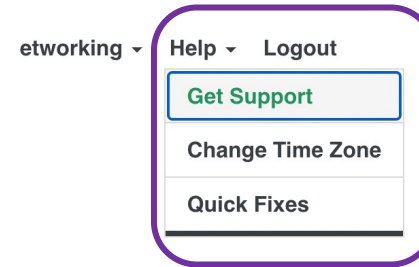 etworking Help Logout
Get Support
Change Time Zone
Quick Fixes